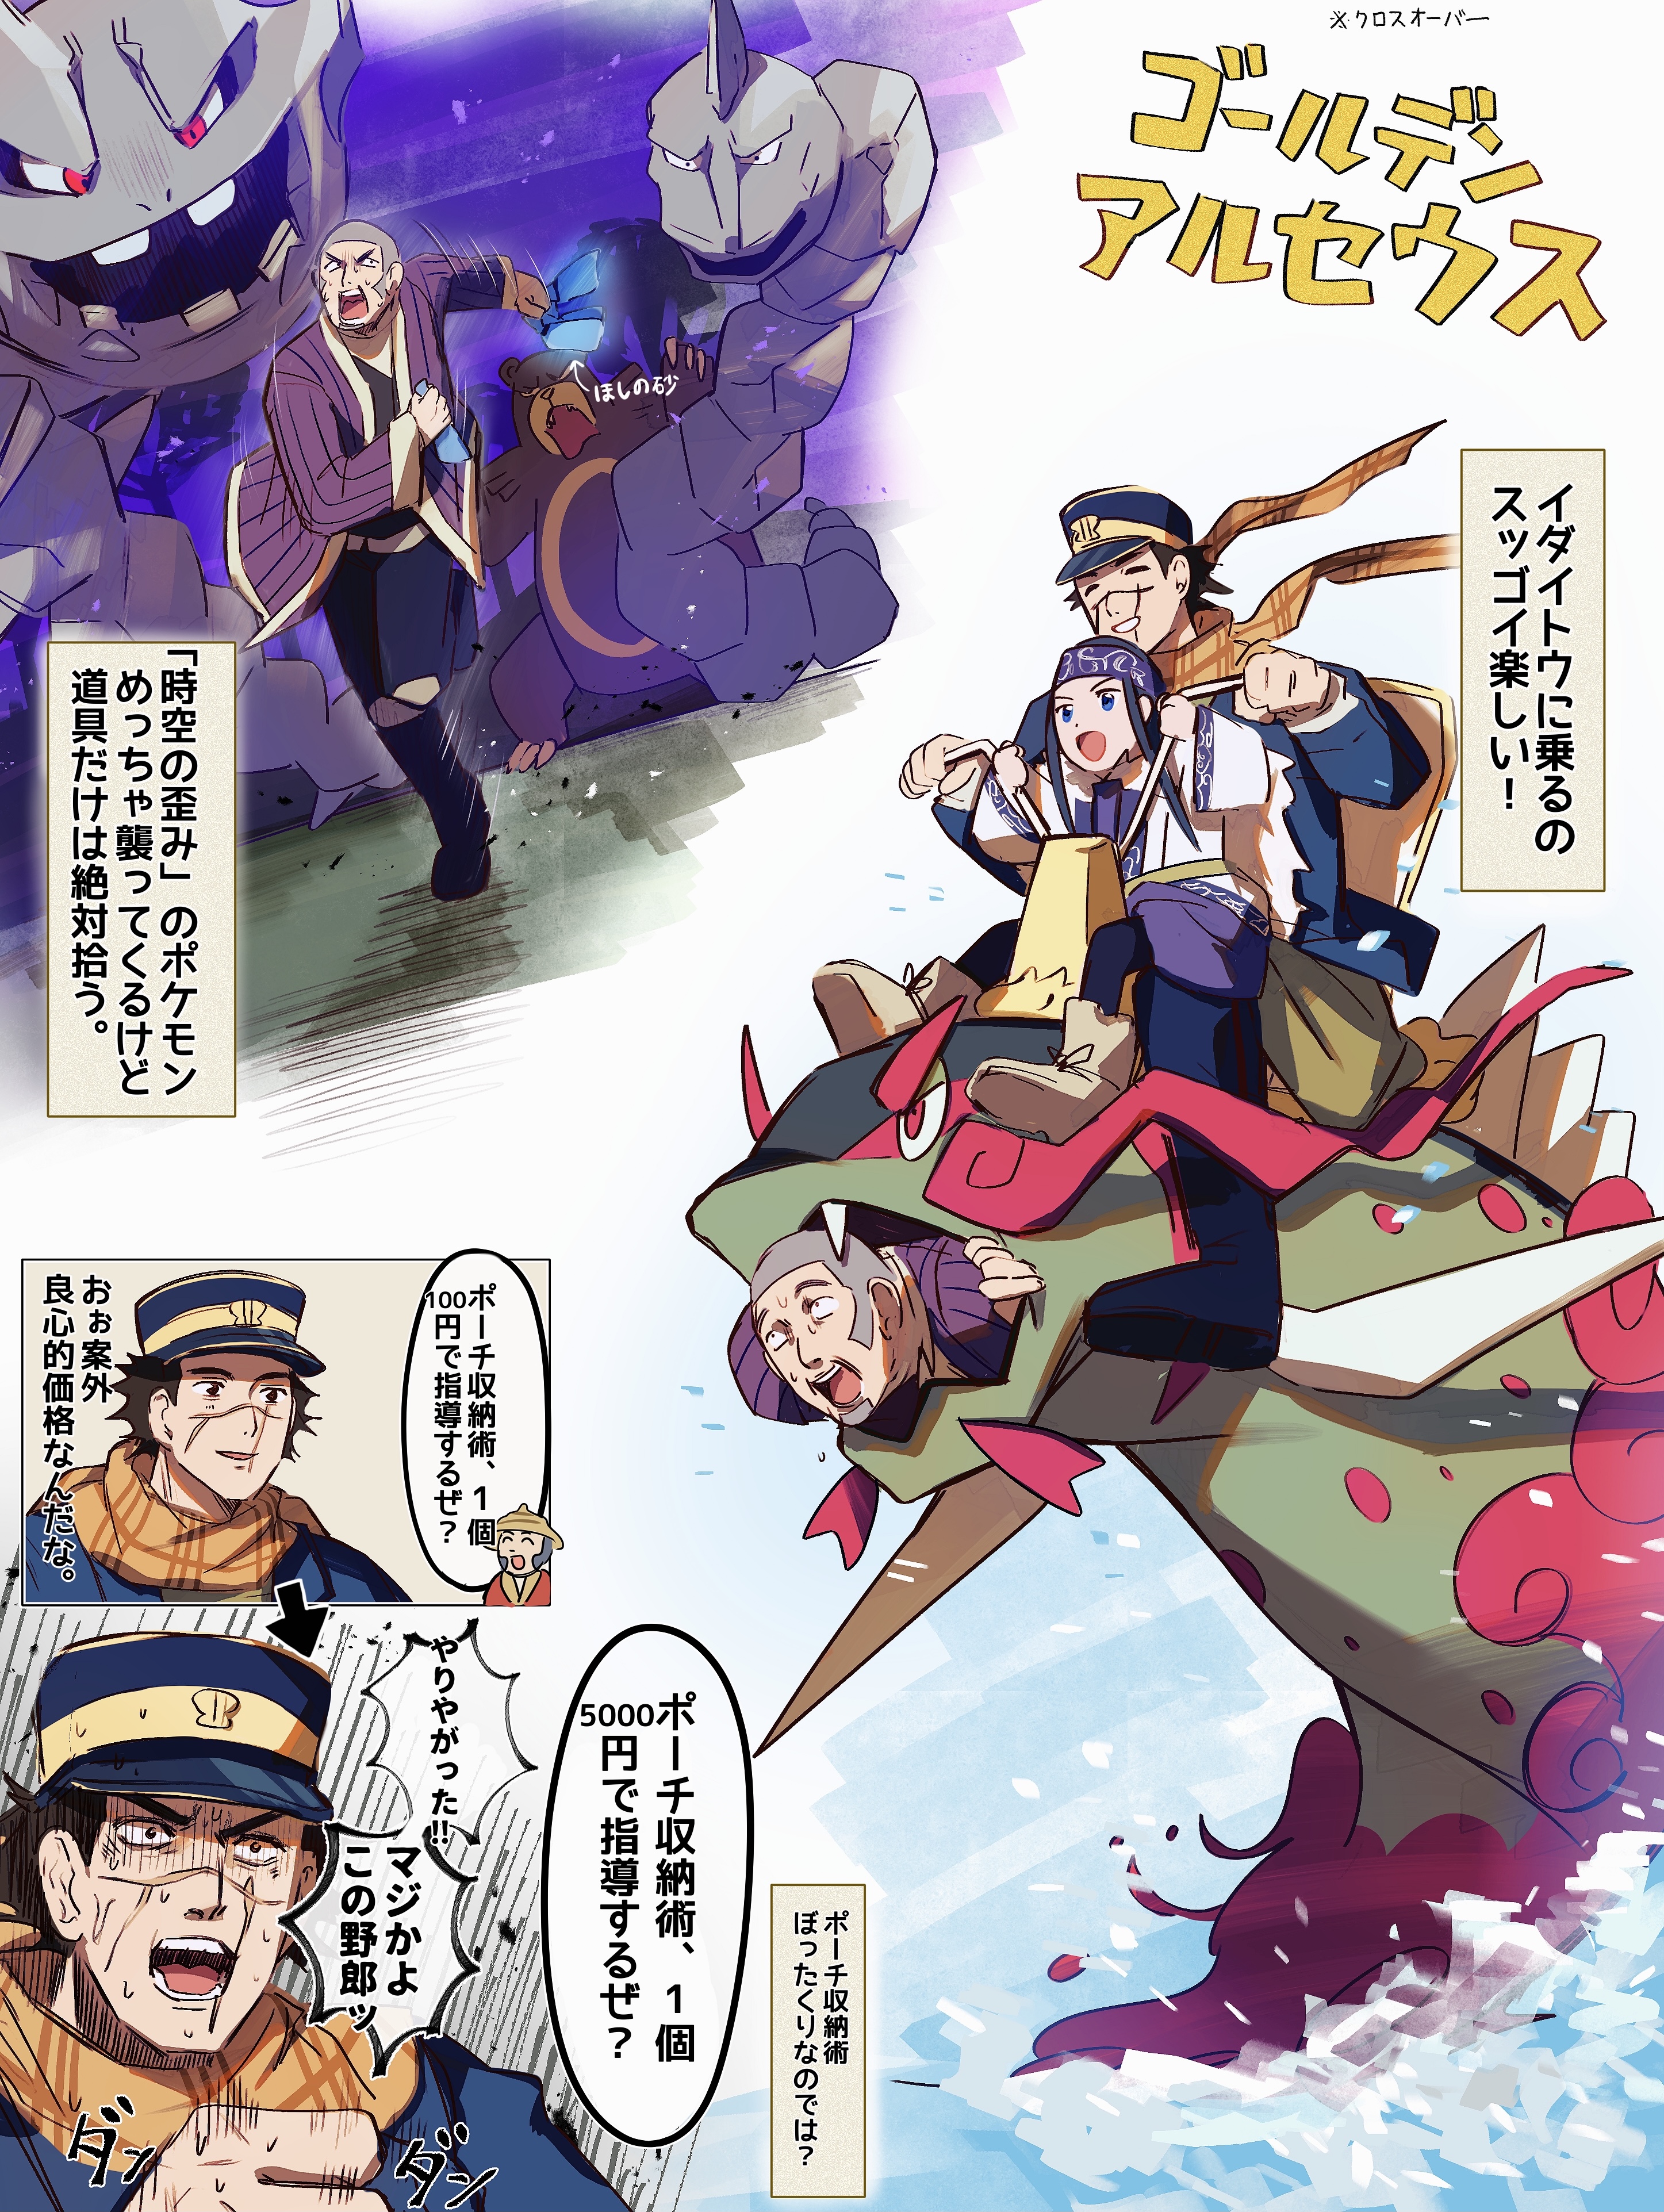 ※クロスオーバー
ゴールデン
アルセウス
↑ほしの砂
「時空の歪み」のポケモン
めっちゃ襲ってくるけど
道具だけは絶対拾う。
イダイトウに乗るの
スッゴイ楽しい！
ポーチ収納術、1個
100円で指導するぜ？
おぉ案外
良心的価格なんだな。
ポーチ収納術、1個
5000円で指導するぜ？
やりやがった!!
マジかよ
この野郎ッ
ダン
ダン
ポーチ収納術
ぼったくりなのでは？